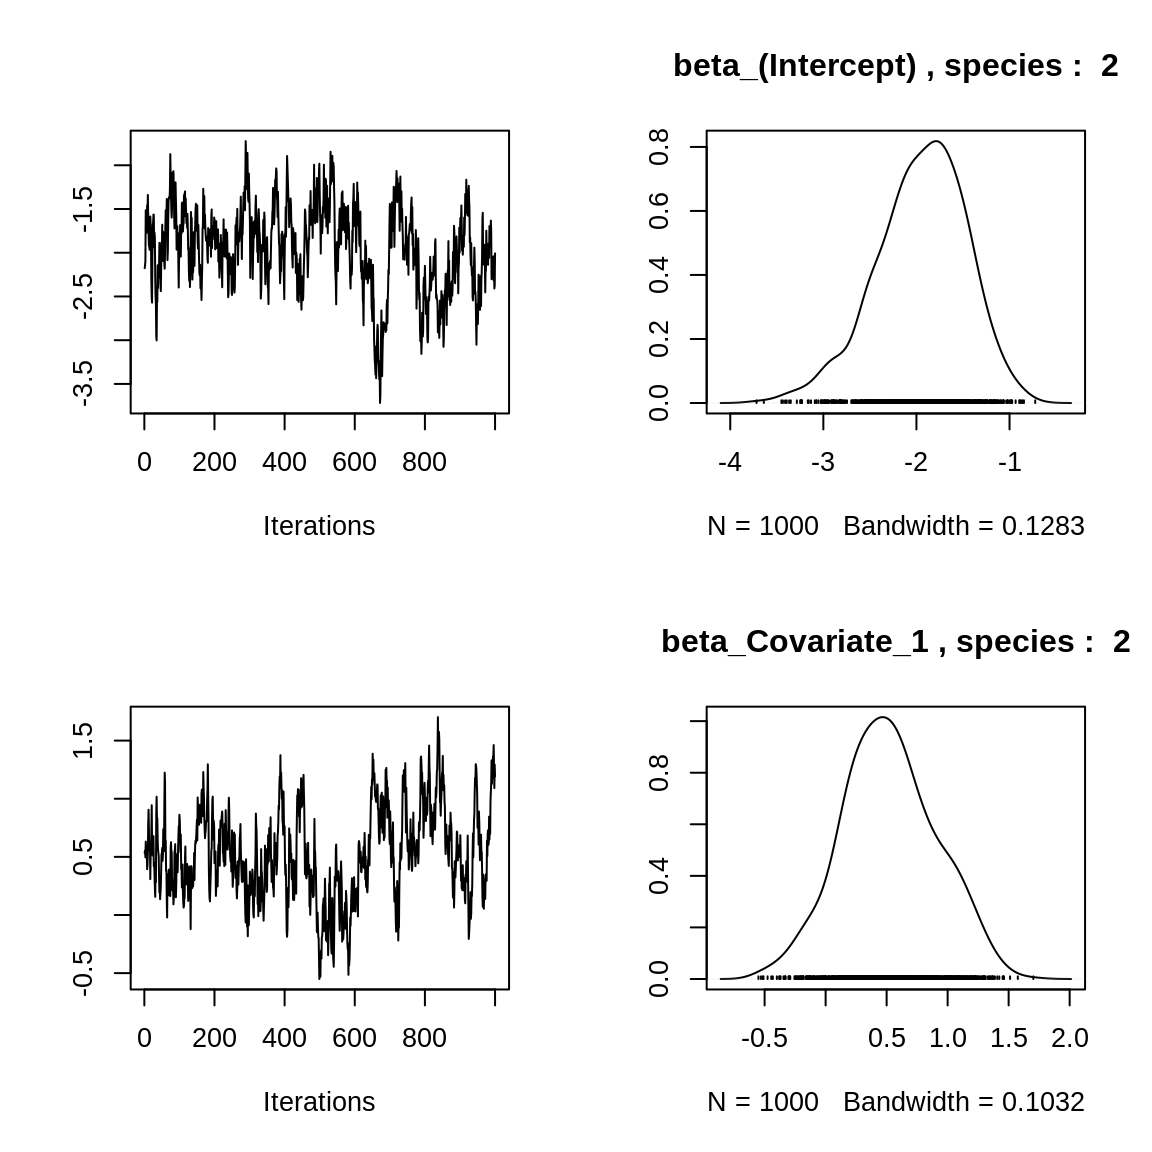 beta_(Intercept) , species :  2
-1.5
-2.5
-3.5
0 200 400 600 800
Iterations
0.8
0.6
0.4
0.2
0.0
-4 -3 -2 -1
N = 1000   Bandwidth = 0.1283
beta_Covariate_1 , species :  2
1.5
0.5
-0.5
0 200 400 600 800
Iterations
0.8
0.4
0.0
-0.5 0.5 1.0 1.5 2.0
N = 1000   Bandwidth = 0.1032